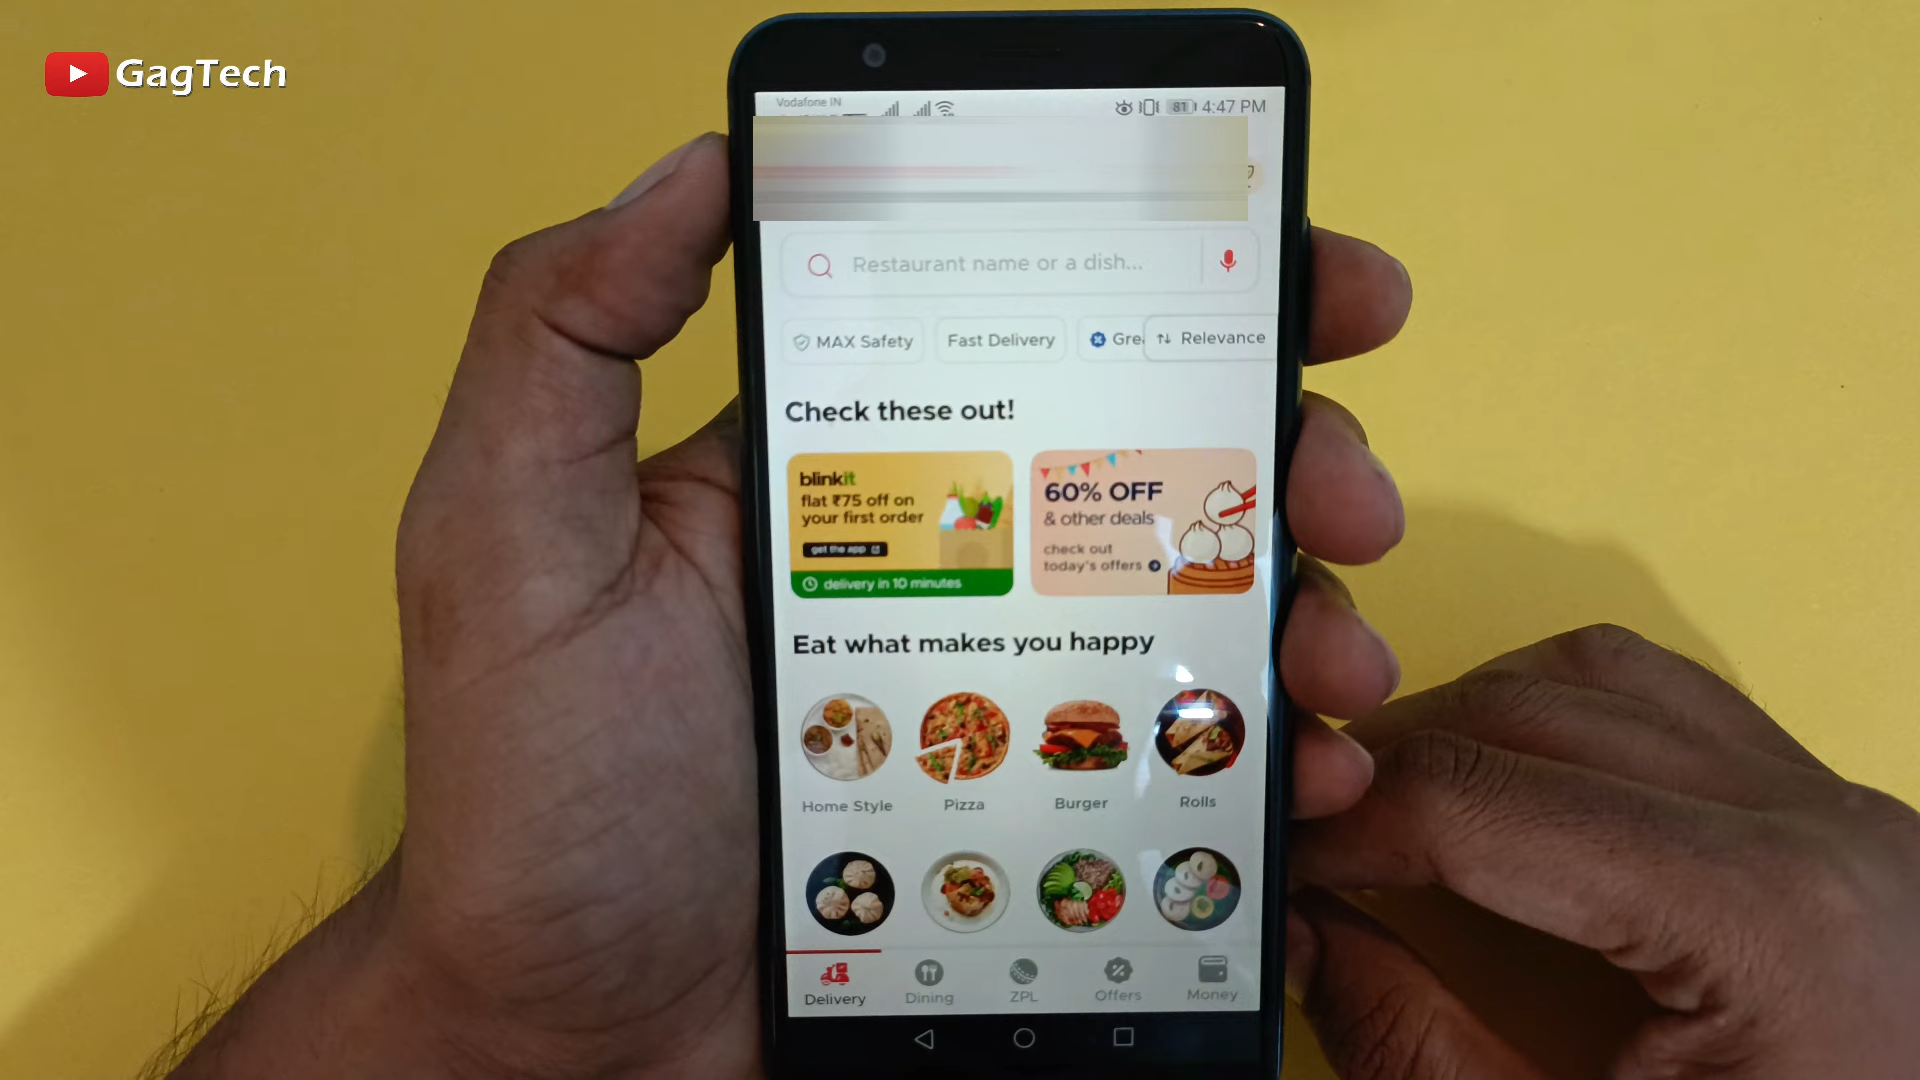 GagTech
Vodafone IN
81 4:47 PM
Restaurant name or a dish...
MAX Safety
Fast Delivery
Gre
Relevance
Check these out!
blinkit
flat ₹75 off on
your first order
get the app
delivery in 10 minutes
60% OFF
& other deals
check out
today's offers
Eat what makes you happy
Home Style
Pizza
Burger
Rolls
Delivery
Dining
ZPL
Offers
Money